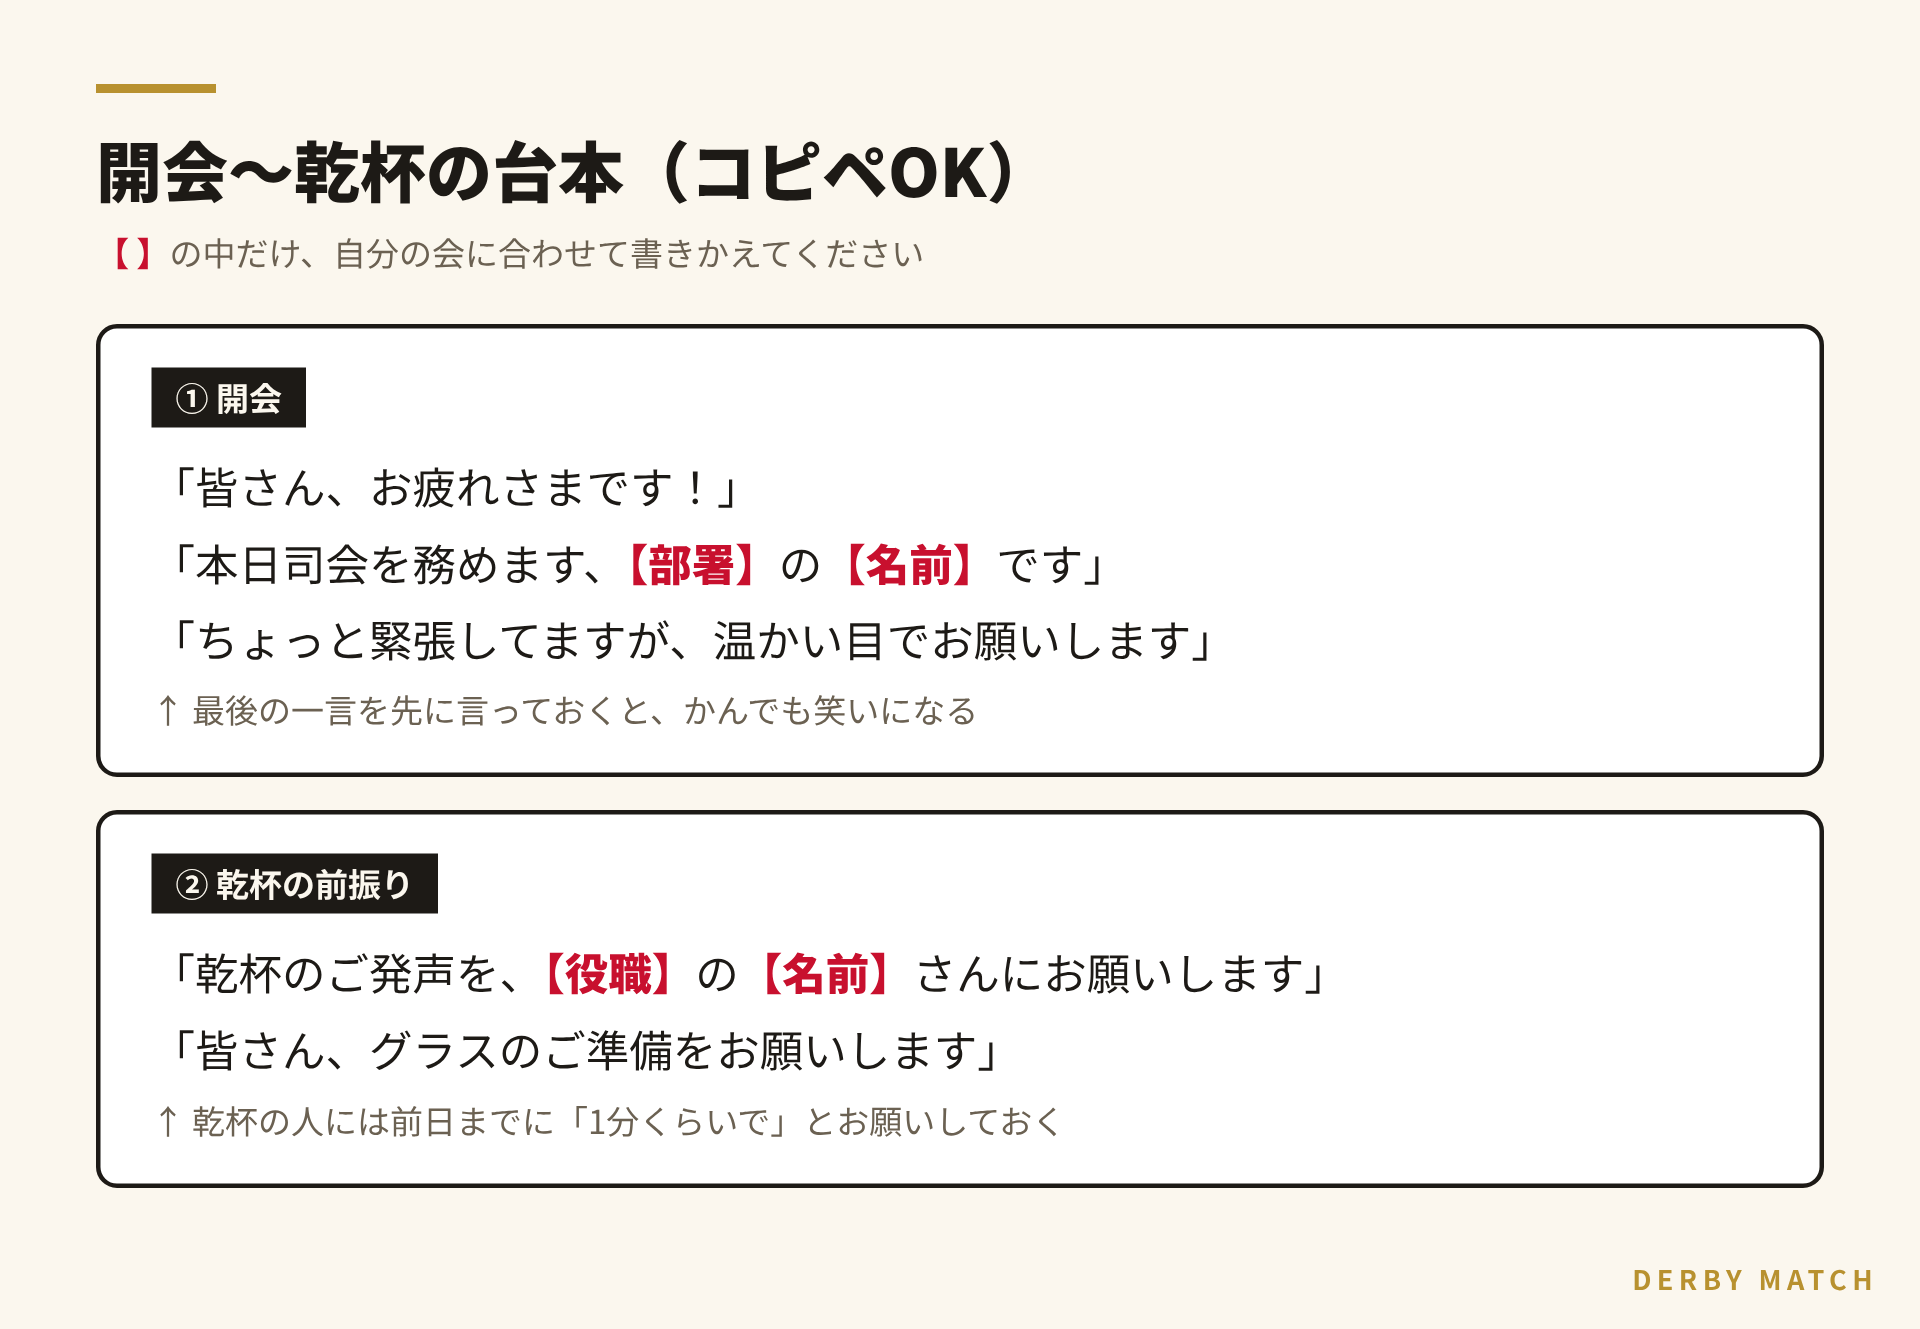 開会～乾杯の台本（コピペOK）
【 】の中だけ、自分の会に合わせて書きかえてください
① 開会
「皆さん、お疲れさまです！」
「本日司会を務めます、【部署】の【名前】です」
「ちょっと緊張してますが、温かい目でお願いします」
↑ 最後の一言を先に言っておくと、かんでも笑いになる
② 乾杯の前振り
「乾杯のご発声を、【役職】の【名前】さんにお願いします」
「皆さん、グラスのご準備をお願いします」
↑ 乾杯の人には前日までに「1分くらいで」とお願いしておく
DERBY MATCH